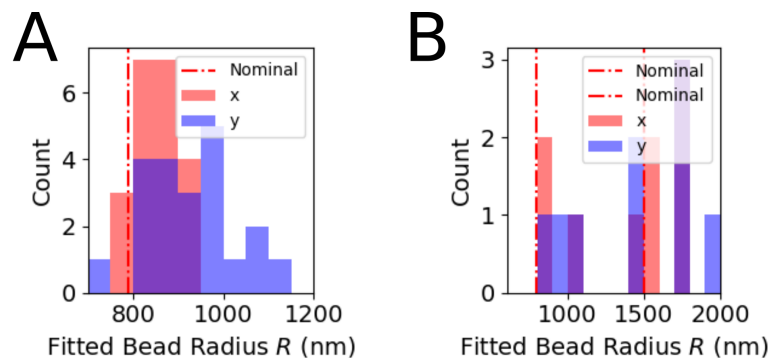 A
Count
6
4
2
0
Nominal
x
y
800
1000
1200
Fitted Bead Radius R (nm)
B
Count
3
2
1
0
Nominal
Nominal
x
y
1000
1500
2000
Fitted Bead Radius R (nm)